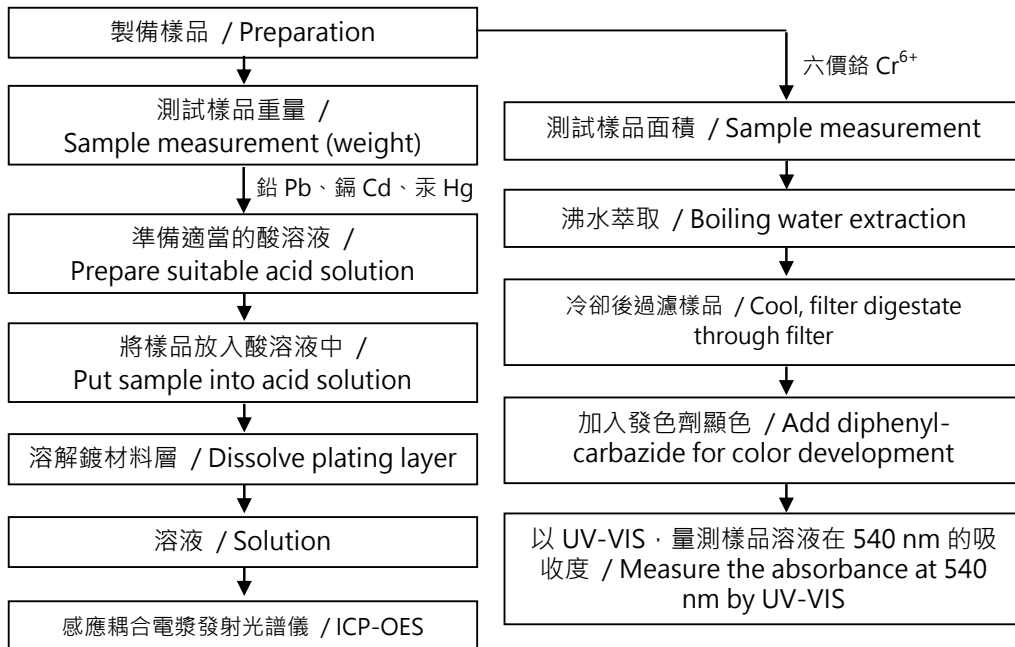 製備樣品 / Preparation
測試樣品重量 /
Sample measurement (weight)
鉛 Pb、鎘 Cd、汞 Hg
準備適當的酸溶液 /
Prepare suitable acid solution
將樣品放入酸溶液中 /
Put sample into acid solution
溶解鍍材料層 / Dissolve plating layer
溶液 / Solution
感應耦合電漿發射光譜儀 / ICP-OES
六價鉻 Cr⁶⁺
測試樣品面積 / Sample measurement
沸水萃取 / Boiling water extraction
冷卻後過濾樣品 / Cool, filter digestate
through filter
加入發色劑顯色 / Add diphenyl-
carbazide for color development
以 UV-VIS，量測樣品溶液在 540 nm 的吸
收度 / Measure the absorbance at 540
nm by UV-VIS